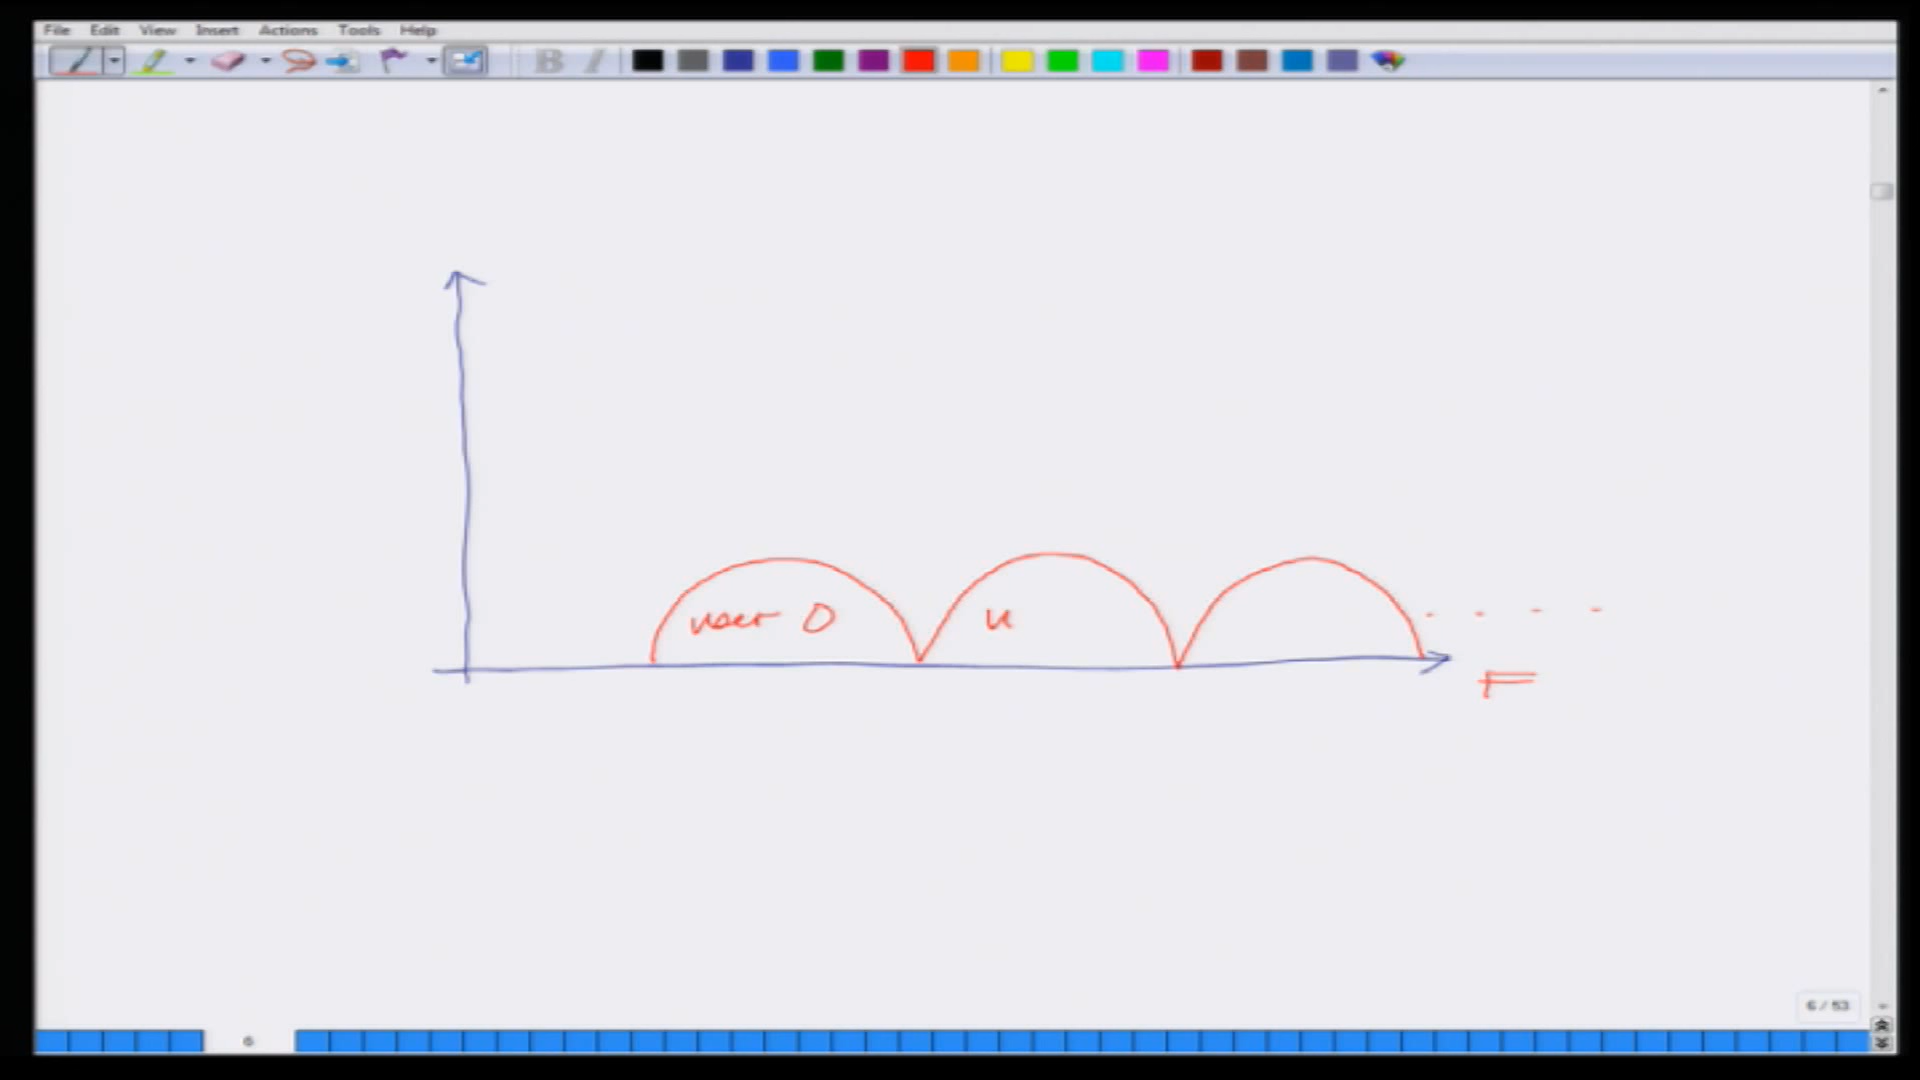 File Edit View Insert Actions Tools Help
B I
user 0 u
F
6 / 53
6